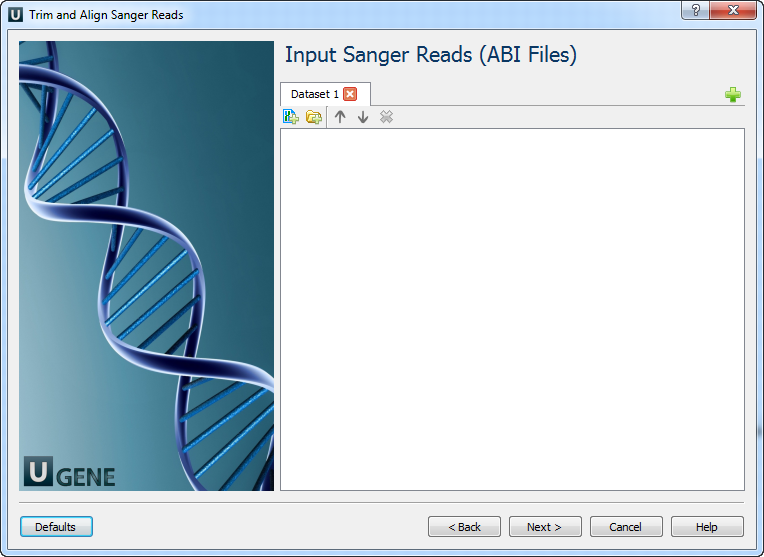 U Trim and Align Sanger Reads
Input Sanger Reads (ABI Files)
Dataset 1
U GENE
Defaults
< Back
Next >
Cancel
Help